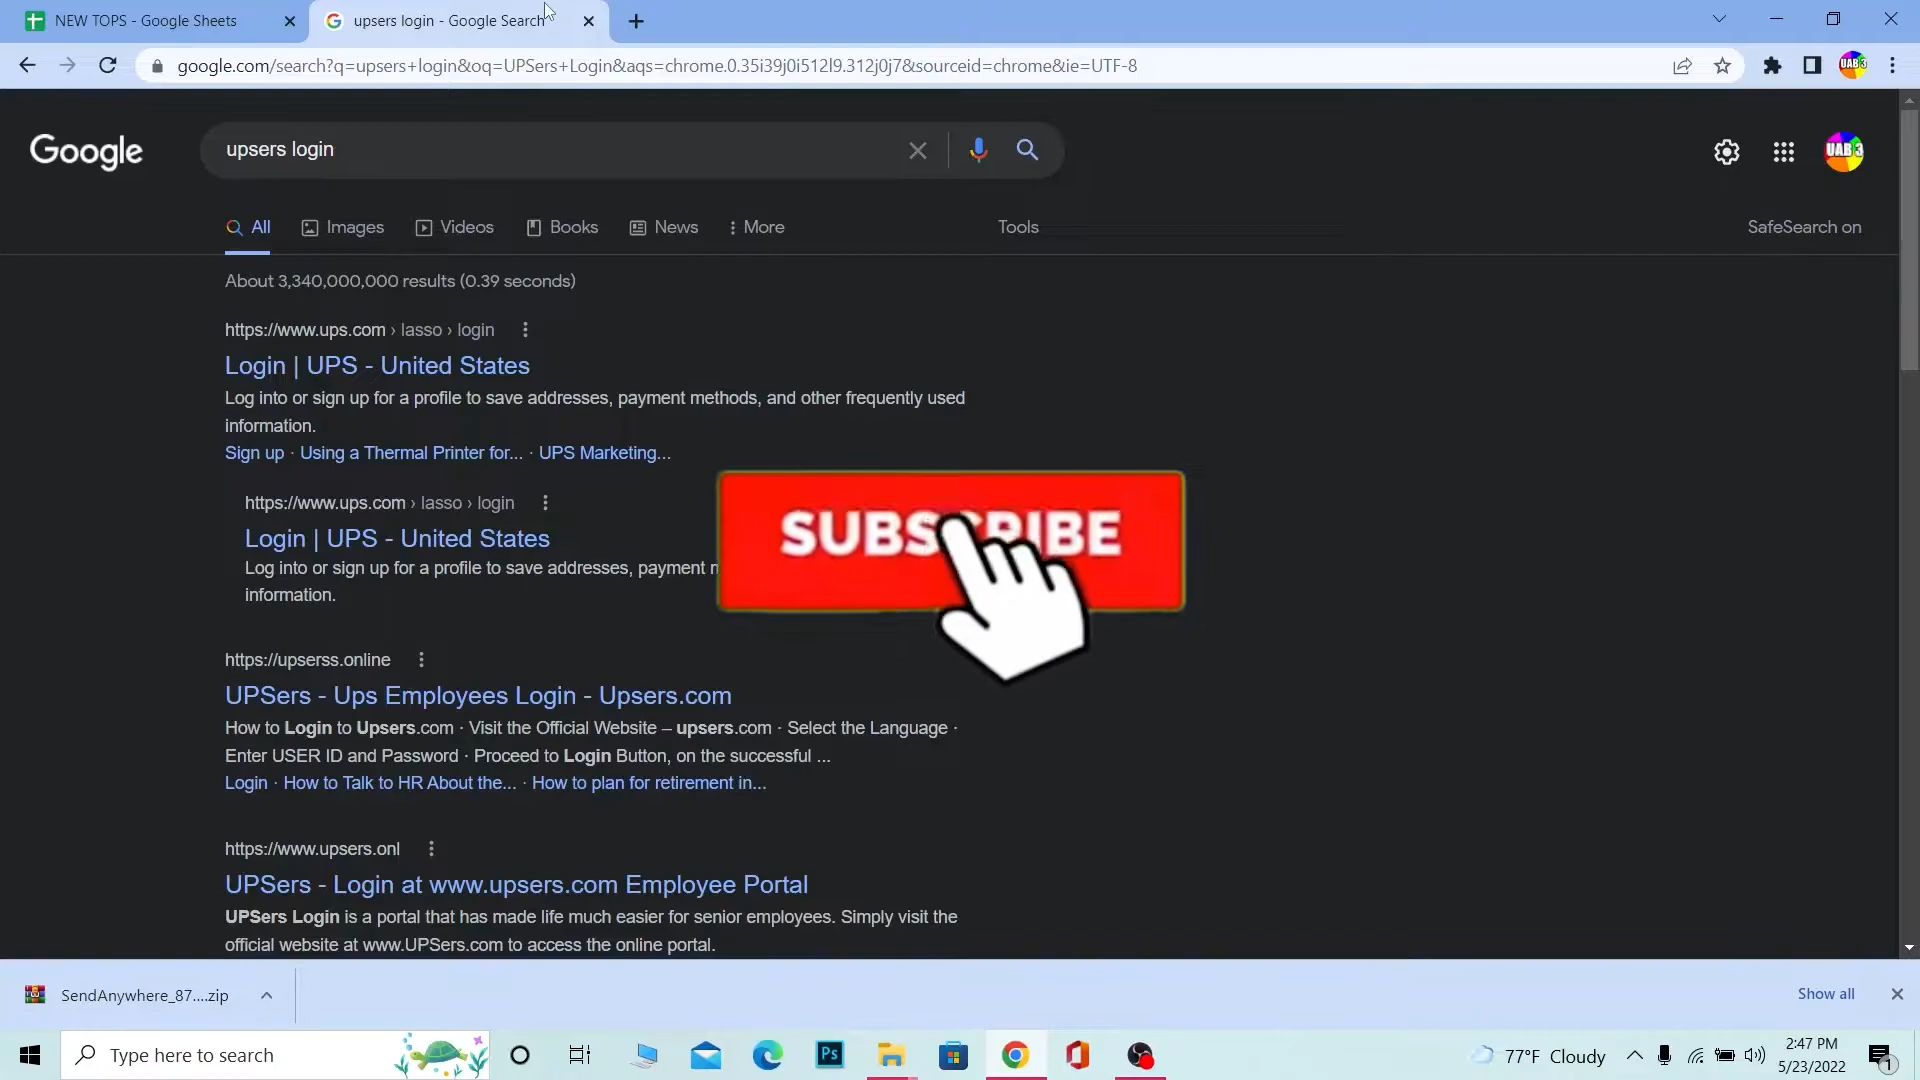 NEW TOPS - Google Sheets
upsers login - Google Search
google.com/search?q=upsers+login&oq=UPSers+Login&aqs=chrome.0.35i39j0i512l9.312j0j7&sourceid=chrome&ie=UTF-8
UAB 3
Google
upsers login
UAB 3
All
Images
Videos
Books
News
More
Tools
SafeSearch on
About 3,340,000,000 results (0.39 seconds)
https://www.ups.com › lasso › login
Login | UPS - United States
Log into or sign up for a profile to save addresses, payment methods, and other frequently used
information.
Sign up · Using a Thermal Printer for... · UPS Marketing...
https://www.ups.com › lasso › login
Login | UPS - United States
Log into or sign up for a profile to save addresses, payment
information.
SUBSCRIBE
https://upserss.online
UPSers - Ups Employees Login - Upsers.com
How to Login to Upsers.com · Visit the Official Website – upsers.com · Select the Language ·
Enter USER ID and Password · Proceed to Login Button, on the successful ...
Login · How to Talk to HR About the... · How to plan for retirement in...
https://www.upsers.onl
UPSers - Login at www.upsers.com Employee Portal
UPSers Login is a portal that has made life much easier for senior employees. Simply visit the
official website at www.UPSers.com to access the online portal.
SendAnywhere_87....zip
Show all
Type here to search
Ps
77°F Cloudy
2:47 PM
5/23/2022
1